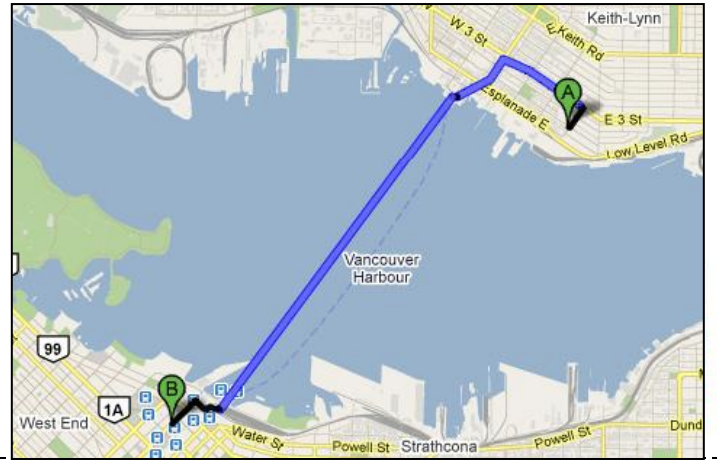 Keith-Lynn
W 3 St
E Keith Rd
A
Esplanade E
E 3 St
Low Level Rd
Vancouver
Harbour
99
B
1A
West End
Water St
Powell St
Strathcona
Powell St
Dund